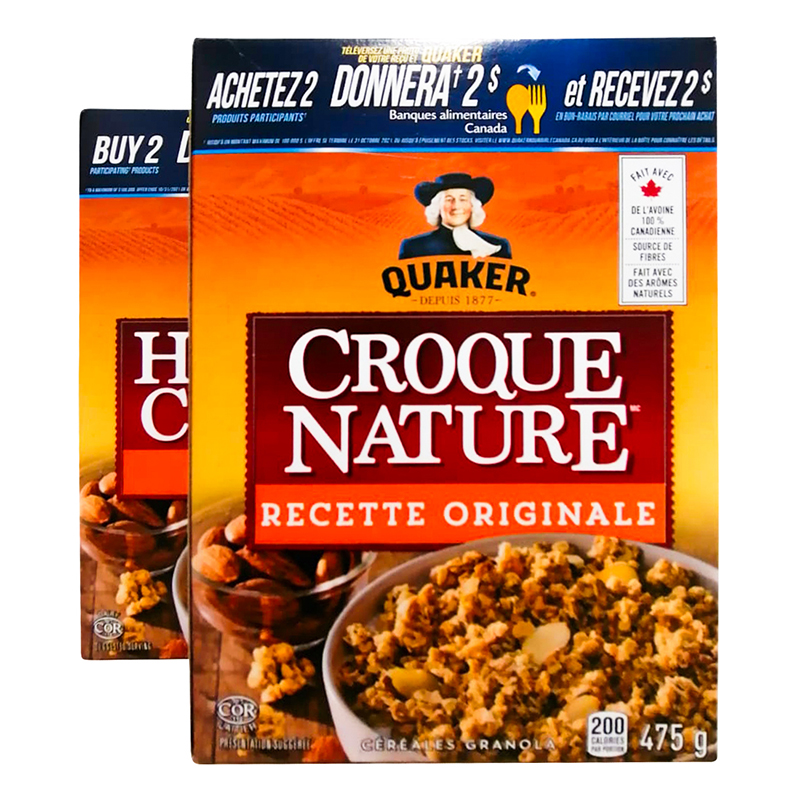 TÉLÉVERSEZ UNE PHOTO
DE VOTRE REÇU ET QUAKER
ACHETEZ 2 DONNERA† 2 $ et RECEVEZ 2 $
PRODUITS PARTICIPANTS*
Banques alimentaires
Canada
EN BON-RABAIS PAR COURRIEL POUR VOTRE PROCHAIN ACHAT
BUY 2 D
PARTICIPATING* PRODUCTS
FAIT AVEC
DE L'AVOINE
100 %
CANADIENNE
SOURCE DE
FIBRES
FAIT AVEC
DES ARÔMES
NATURELS
QUAKER
DEPUIS 1877
H
C
CROQUE
NATURE MC
RECETTE ORIGINALE
COR
SUGGESTED SERVING
COR
PRÉSENTATION SUGGÉRÉE
CÉRÉALES GRANOLA
200
CALORIES
PAR PORTION
475 g